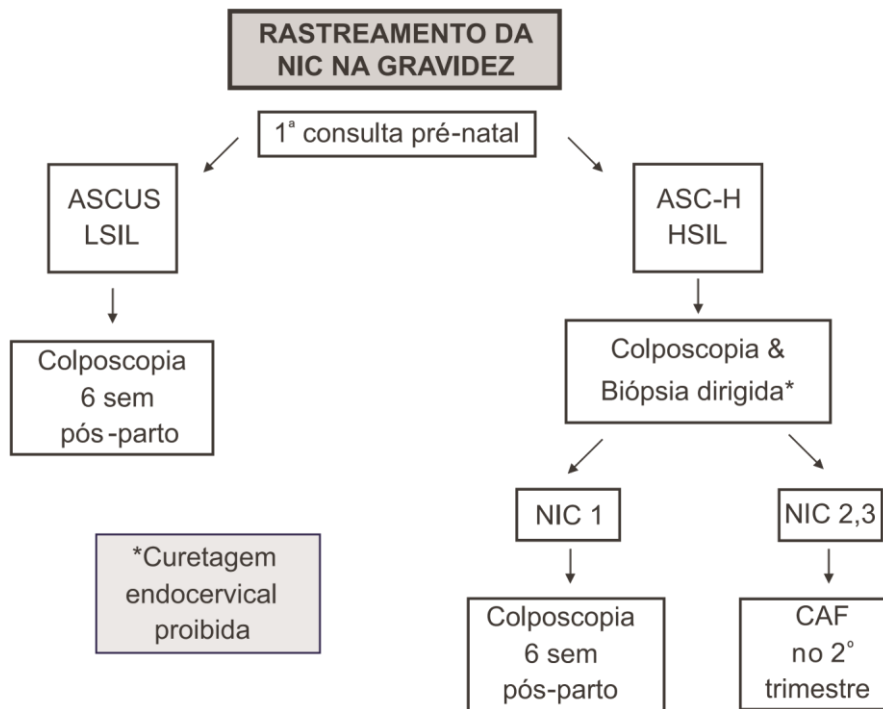 RASTREAMENTO DA
NIC NA GRAVIDEZ
1ª consulta pré-natal
ASCUS
LSIL
ASC-H
HSIL
Colposcopia
6 sem
pós-parto
Colposcopia &
Biópsia dirigida*
NIC 1
NIC 2,3
*Curetagem
endocervical
proibida
Colposcopia
6 sem
pós-parto
CAF
no 2º
trimestre